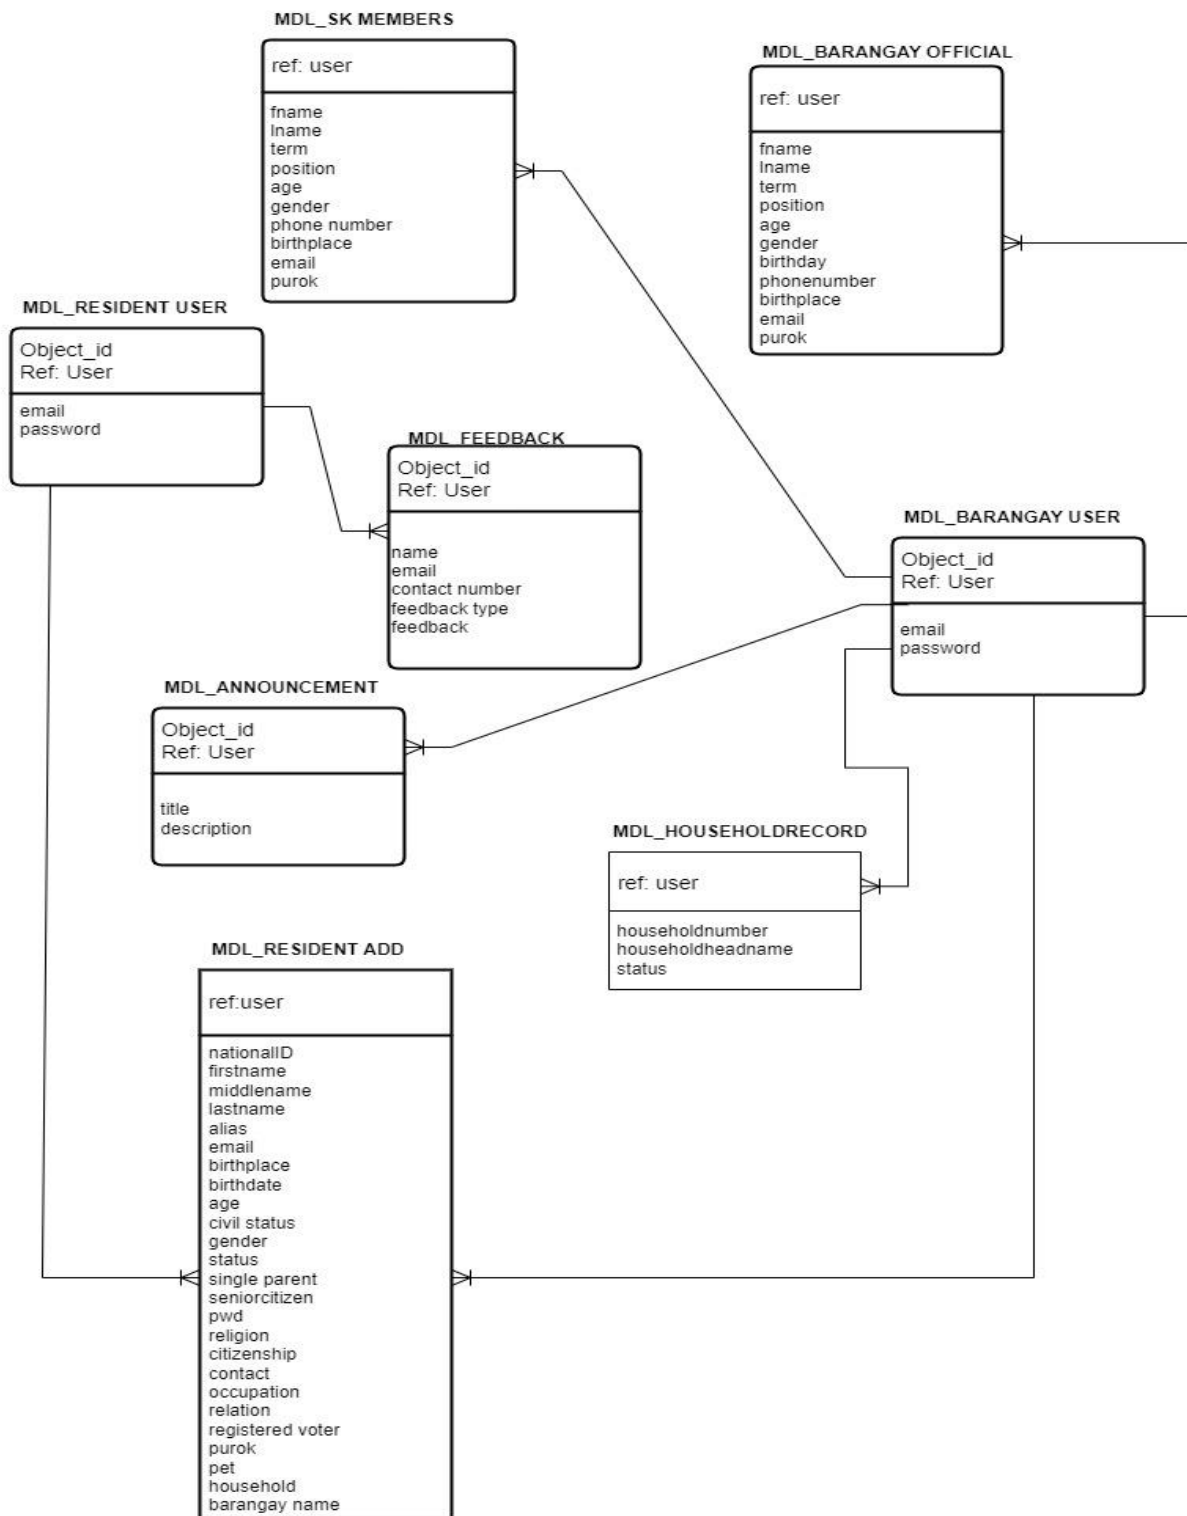 MDL_SK MEMBERS
ref: user
fname
lname
term
position
age
gender
phone number
birthplace
email
purok
MDL_BARANGAY OFFICIAL
ref: user
fname
lname
term
position
age
gender
birthday
phonenumber
birthplace
email
purok
MDL_RESIDENT USER
Object_id
Ref: User
email
password
MDL_FEEDBACK
Object_id
Ref: User
name
email
contact number
feedback type
feedback
MDL_BARANGAY USER
Object_id
Ref: User
email
password
MDL_ANNOUNCEMENT
Object_id
Ref: User
title
description
MDL_HOUSEHOLDRECORD
ref: user
householdnumber
householdheadname
status
MDL_RESIDENT ADD
ref:user
nationalID
firstname
middlename
lastname
alias
email
birthplace
birthdate
age
civil status
gender
status
single parent
seniorcitizen
pwd
religion
citizenship
contact
occupation
relation
registered voter
purok
pet
household
barangay name